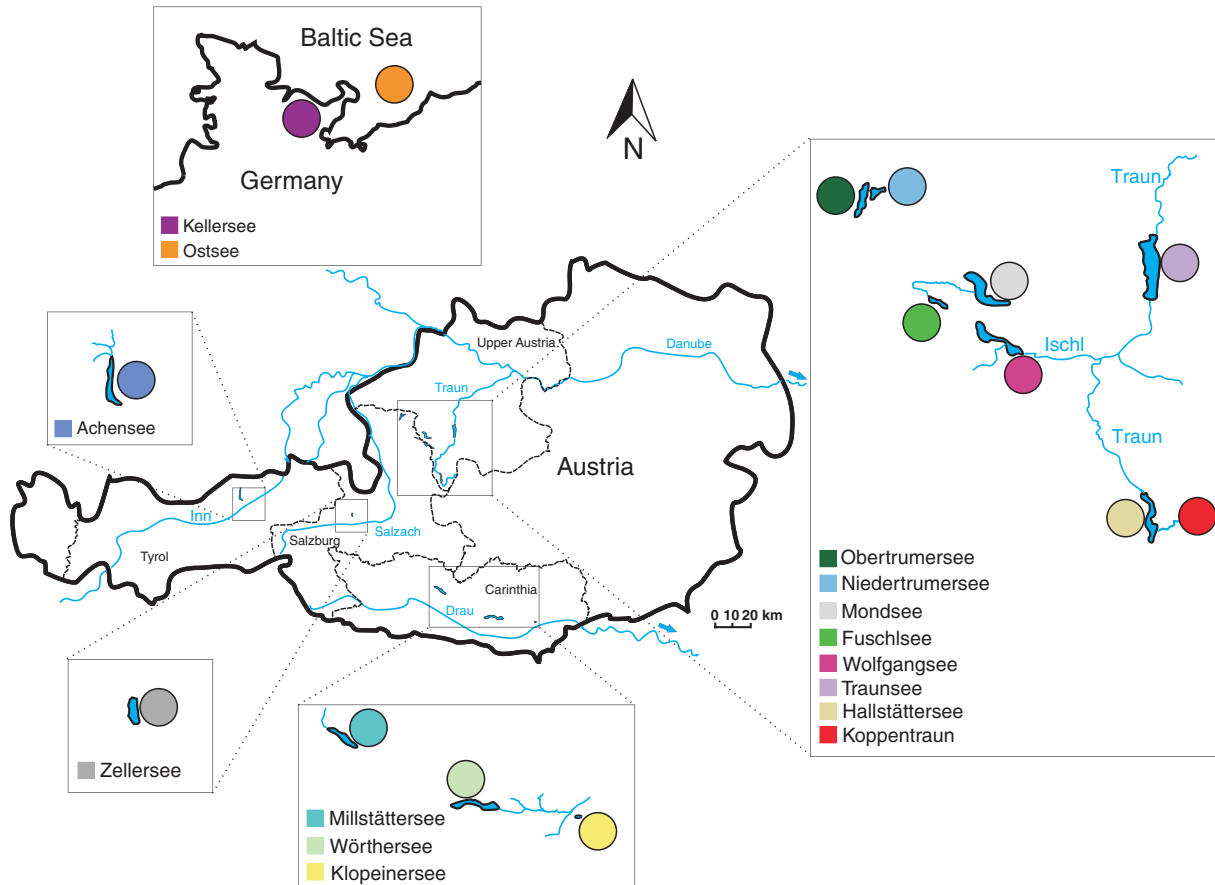 Baltic Sea
Germany
Kellersee
Ostsee
N
Achensee
Zellersee
Millstättersee
Wörthersee
Klopeinersee
Upper Austria
Danube
Traun
Austria
Inn
Tyrol
Salzburg
Salzach
Carinthia
Drau
0 10 20 km
Traun
Ischl
Traun
Obertrumersee
Niedertrumersee
Mondsee
Fuschlsee
Wolfgangsee
Traunsee
Hallstättersee
Koppentraun